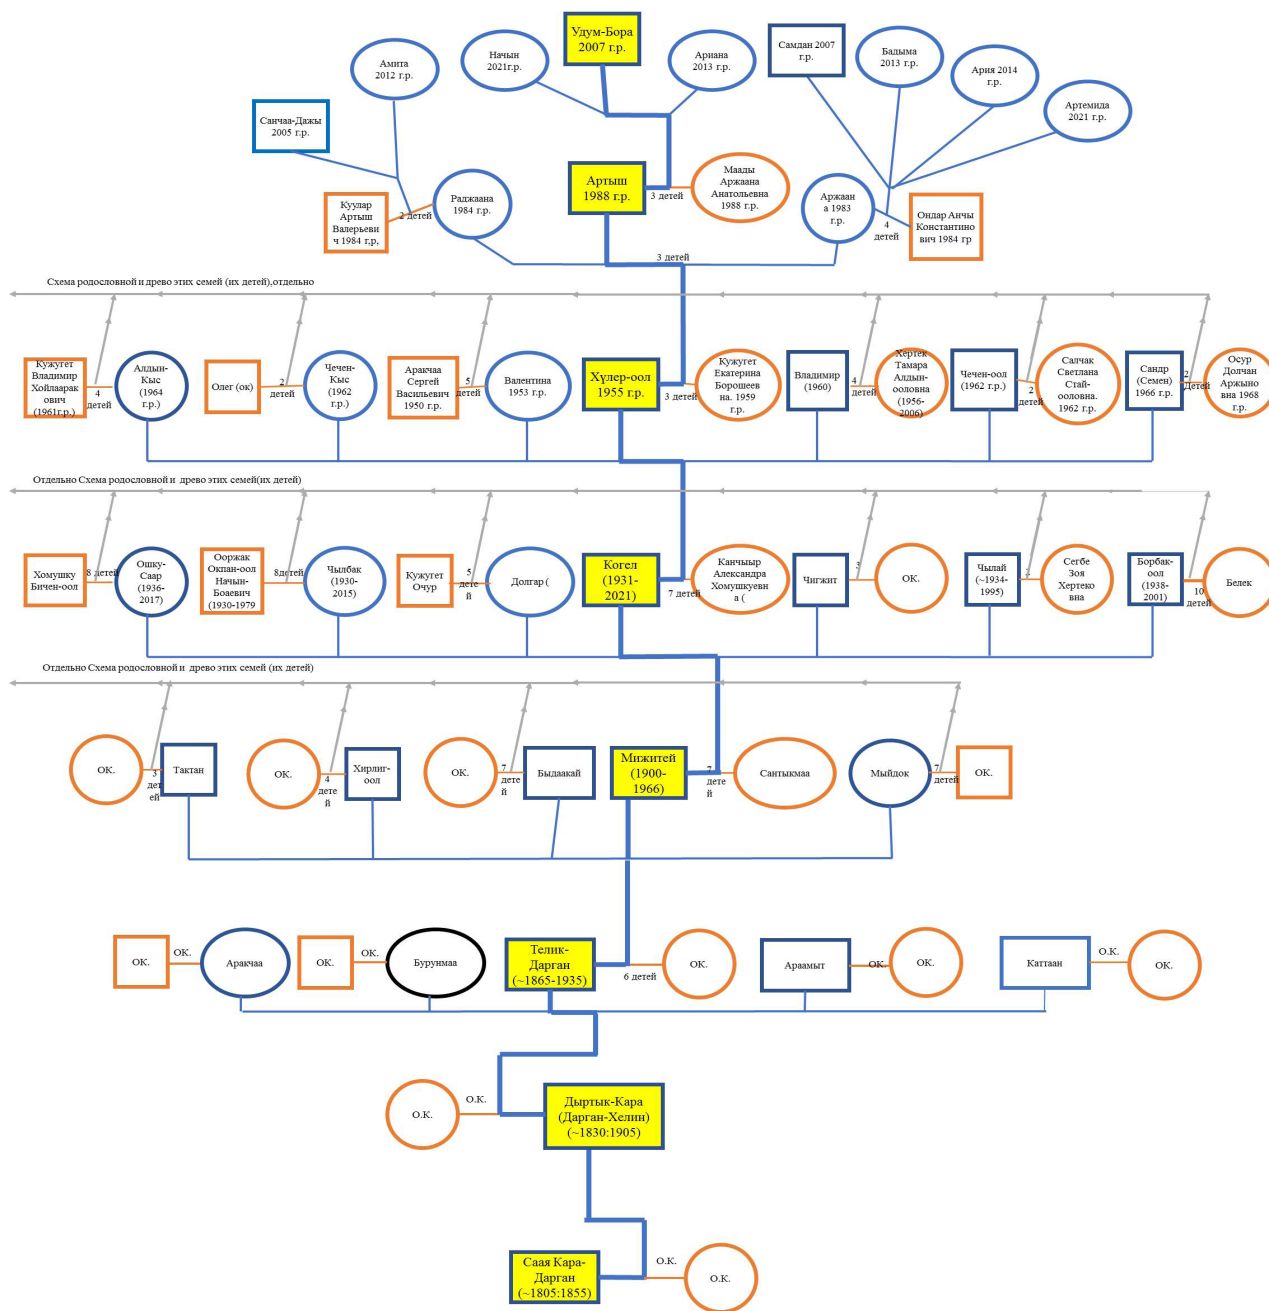 Удум-Бора
2007 г.р.
Амита
2012 г.р.
Начын
2021г.р.
Ариана
2013 г.р.
Самдан 2007
г.р.
Бадыма
2013 г.р.
Ария 2014
г.р.
Артемида
2021 г.р.
Санчаа-Дажы
2005 г.р.
Куулар
Артыш
Валерьеви
ч 1984 г,р,
2 детей
Раджаана
1984 г.р.
Артыш
1988 г.р.
3 детей
Маады
Аржаана
Анатольевна
1988 г.р.
Аржаан
а 1983
г.р.
4
детей
Ондар Анчы
Константино
вич 1984 гр
3 детей
Схема родословной и древо этих семей (их детей),отдельно
Кужугет
Владимир
Хойлаарак
ович
(1961г.р.)
4
детей
Алдын-
Кыс
(1964
г.р.)
Олег (ок)
2
детей
Чечен-
Кыс
(1962
г.р.)
Аракчаа
Сергей
Васильевич
1950 г.р.
5
детей
Валентина
1953 г.р.
Хүлер-оол
1955 г.р.
3 детей
Кужугет
Екатерина
Борошеев
на. 1959
г.р.
Владимир
(1960)
4
детей
Хертек
Тамара
Алдын-
ооловна
(1956-
2006)
Чечен-оол
(1962 г.р.)
2
детей
Салчак
Светлана
Стай-
ооловна.
1962 г.р.
Сандр
(Семен)
1966 г.р.
2
детей
Осур
Долчан
Аржыно
вна 1968
г.р.
Отдельно Схема родословной и древо этих семей(их детей)
Хомушку
Бичен-оол
8 детей
Ошку-
Саар
(1936-
2017)
Ооржак
Окпан-оол
Начын-
Боаевич
(1930-1979
8детей
Чылбак
(1930-
2015)
Кужугет
Очур
5
дете
й
Долгар (
Когел
(1931-
2021)
7 детей
Канчыыр
Александра
Хомушкуевн
а (
Чигжит
3
ОК.
Чылай
(~1934-
1995)
2
Сегбе
Зоя
Хертеко
вна
Борбак-
оол
(1938-
2001)
10
детей
Белек
Отдельно Схема родословной и древо этих семей (их детей)
ОК.
3
дет
ей
Тактан
ОК.
4
дете
й
Хирлиг-
оол
ОК.
7
дете
й
Быдаакай
Мижитей
(1900-
1966)
7
дете
й
Сантыкмаа
Мыйдок
7
детей
ОК.
ОК.
ОК.
Аракчаа
ОК.
ОК.
Бурунмаа
Телик-
Дарган
(~1865-1935)
6 детей
ОК.
Араамыт
ОК.
ОК.
Каттаан
О.К.
ОК.
О.К.
О.К.
Дыртык-Кара
(Дарган-Хелин)
(~1830:1905)
Саая Кара-
Дарган
(~1805:1855)
О.К.
О.К.